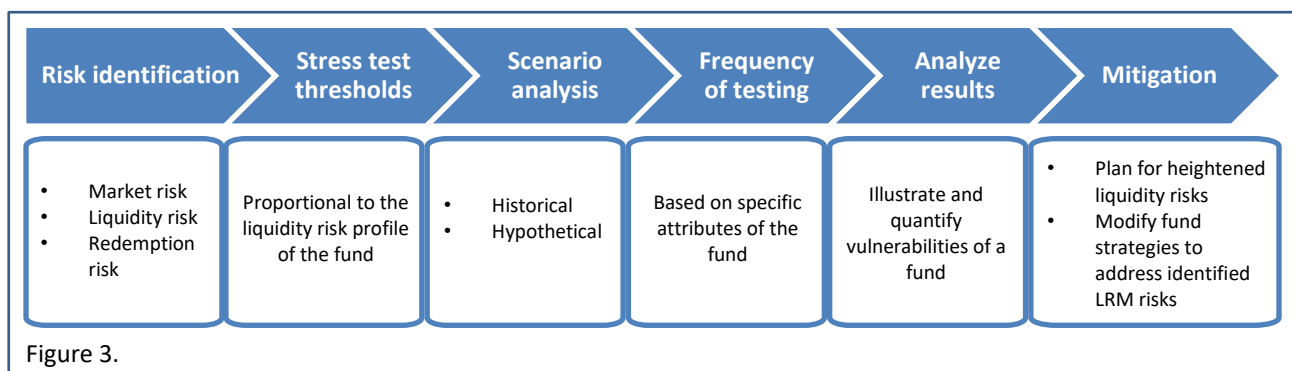 Risk identification
Stress test
thresholds
Scenario
analysis
Frequency
of testing
Analyze
results
Mitigation
• Market risk
• Liquidity risk
• Redemption
risk
Proportional to the
liquidity risk profile
of the fund
• Historical
• Hypothetical
Based on specific
attributes of the
fund
Illustrate and
quantify
vulnerabilities of a
fund
• Plan for heightened
liquidity risks
• Modify fund
strategies to
address identified
LRM risks
Figure 3.